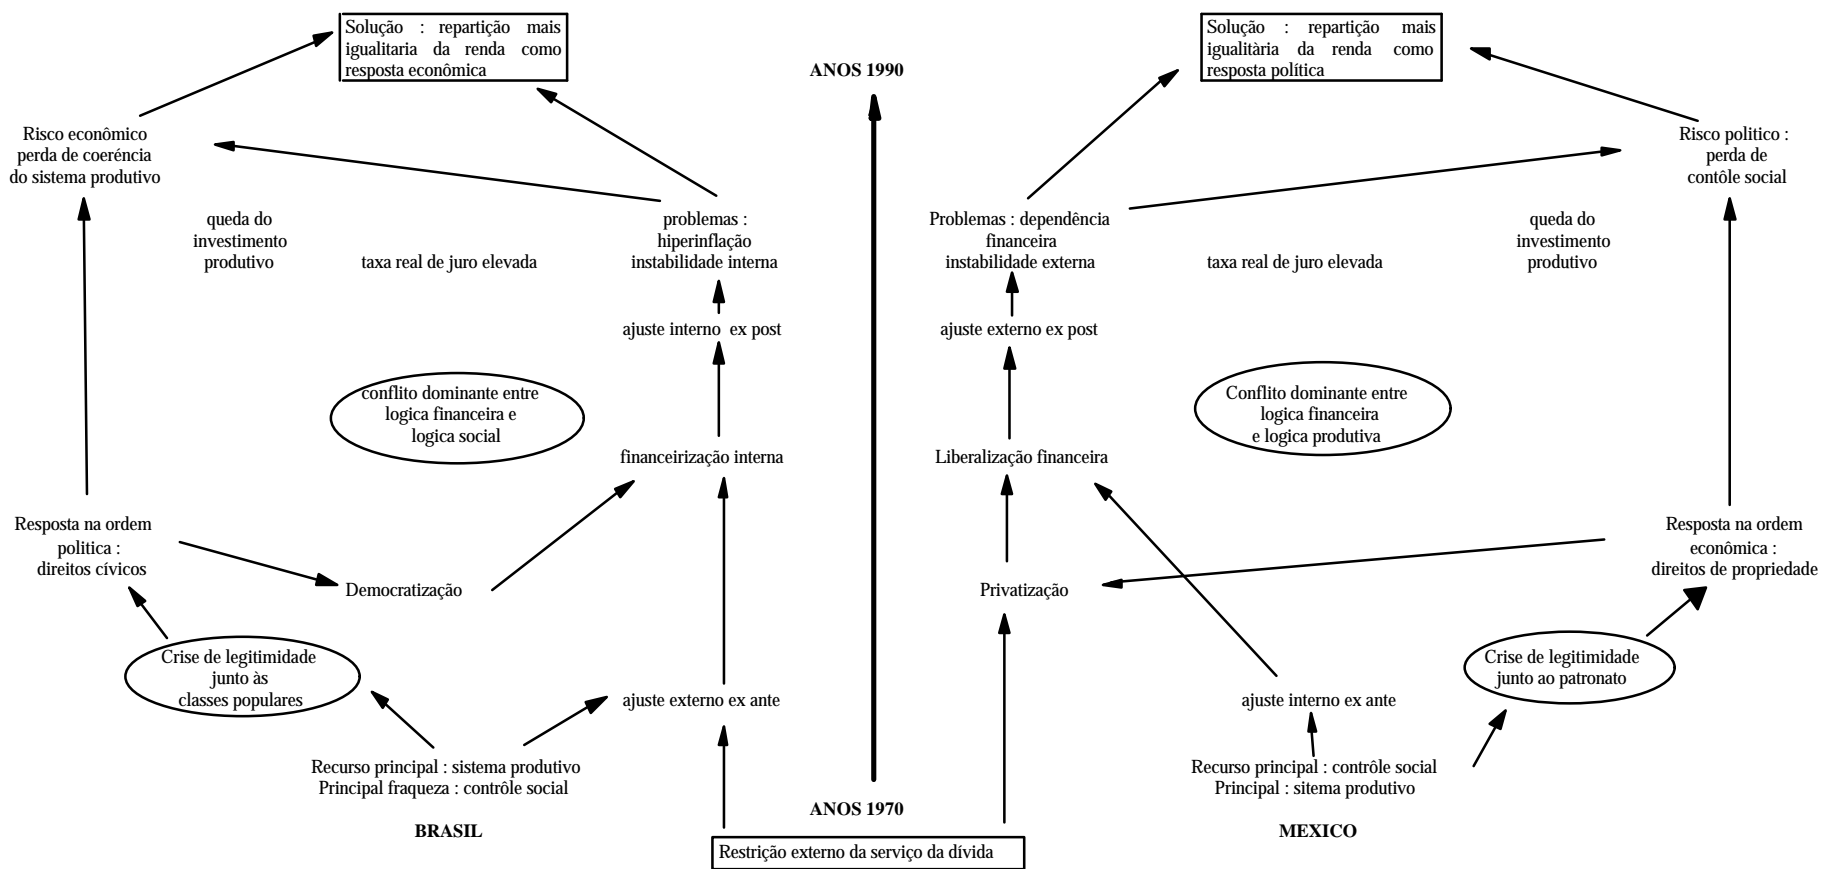 Solução : repartição mais
igualitaria da renda como
resposta econômica
ANOS 1990
Solução : repartição mais
igualitària da renda como
resposta política
Risco econômico
perda de coeréncia
do sistema produtivo
Risco politico :
perda de
contôle social
queda do
investimento
produtivo
taxa real de juro elevada
problemas :
hiperinflação
instabilidade interna
Problemas : dependência
financeira
instabilidade externa
taxa real de juro elevada
queda do
investimento
produtivo
ajuste interno ex post
ajuste externo ex post
conflito dominante entre
logica financeira e
logica social
Conflito dominante entre
logica financeira
e logica produtiva
financeirização interna
Liberalização financeira
Resposta na ordem
politica :
direitos cívicos
Democratização
Privatização
Resposta na ordem
econômica :
direitos de propriedade
Crise de legitimidade
junto às
classes populares
ajuste externo ex ante
ajuste interno ex ante
Crise de legitimidade
junto ao patronato
Recurso principal : sistema produtivo
Principal fraqueza : contrôle social
Recurso principal : contrôle social
Principal : sitema produtivo
ANOS 1970
BRASIL
MEXICO
Restrição externo da serviço da dívida